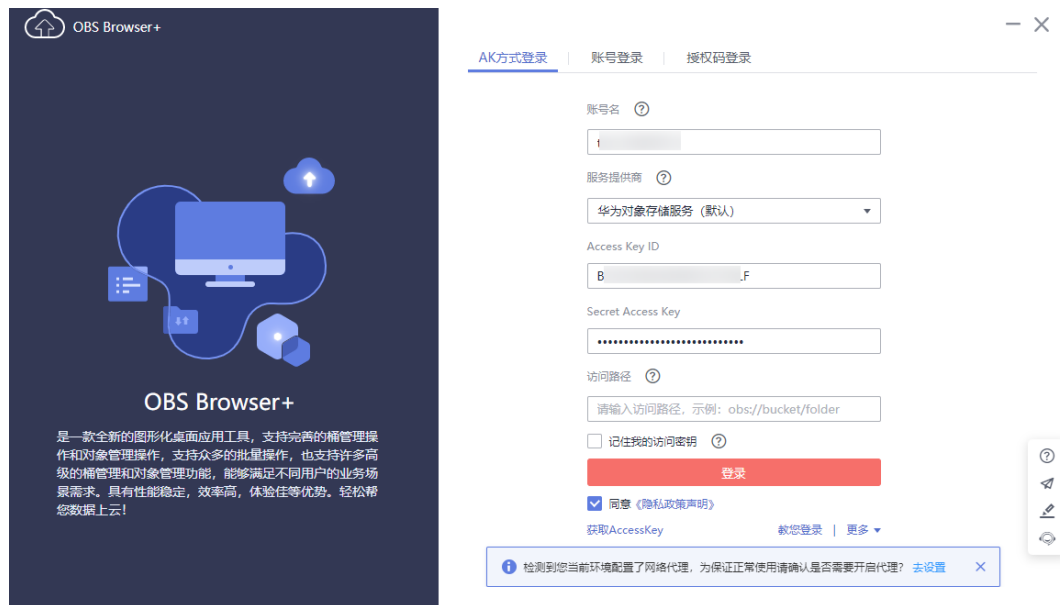 OBS Browser+
AK方式登录
账号登录
授权码登录
账号名
服务提供商
华为对象存储服务（默认）
Access Key ID
B
LF
Secret Access Key
访问路径
请输入访问路径，示例：obs://bucket/folder
记住我的访问密钥
登录
同意《隐私政策声明》
获取AccessKey
教您登录 | 更多
检测到您当前环境配置了网络代理，为保证正常使用请确认是否需要开启代理？ 去设置
OBS Browser+
是一款全新的图形化桌面应用工具，支持完善的桶管理操
作和对象管理操作，支持众多的批量操作，也支持许多高
级的桶管理和对象管理功能，能够满足不同用户的业务场
景需求。具有性能稳定，效率高，体验佳等优势。轻松帮
您数据上云！